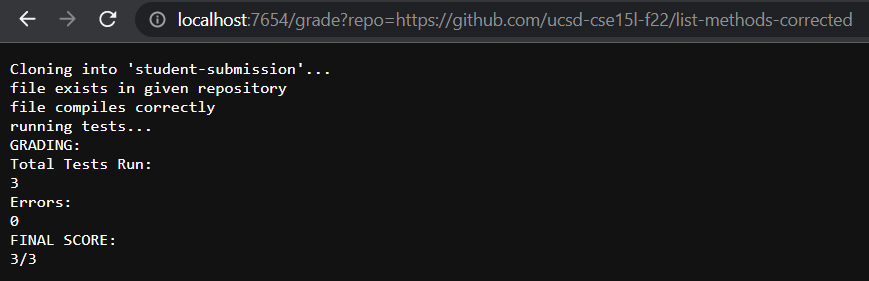 localhost:7654/grade?repo=https://github.com/ucsd-cse15l-f22/list-methods-corrected
Cloning into 'student-submission'...
file exists in given repository
file compiles correctly
running tests...
GRADING:
Total Tests Run:
3
Errors:
0
FINAL SCORE:
3/3